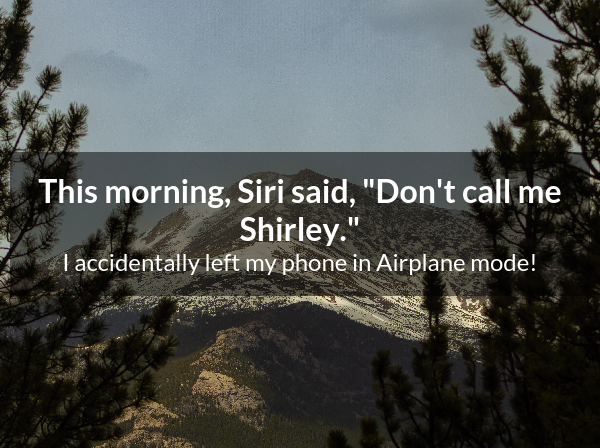 This morning, Siri said, "Don't call me
Shirley."
I accidentally left my phone in Airplane mode!